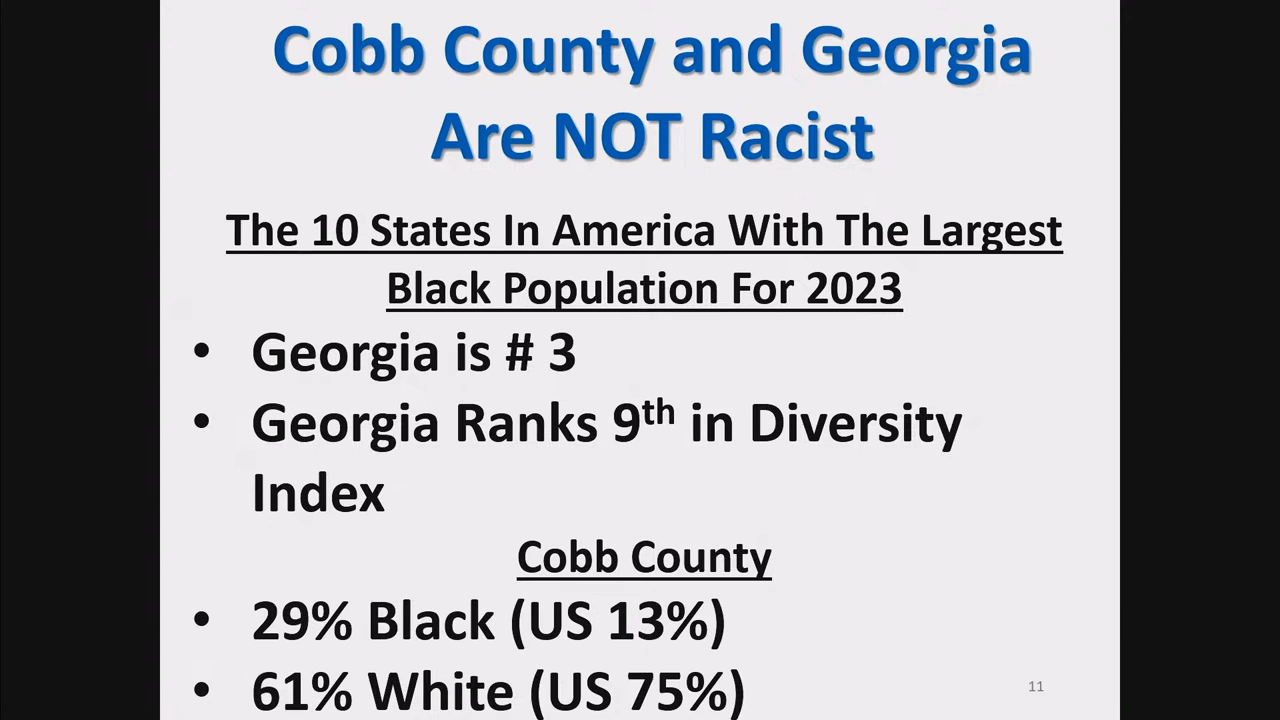 Cobb County and Georgia
Are NOT Racist
The 10 States In America With The Largest
Black Population For 2023
• Georgia is # 3
• Georgia Ranks 9th in Diversity
Index
Cobb County
• 29% Black (US 13%)
• 61% White (US 75%)
11